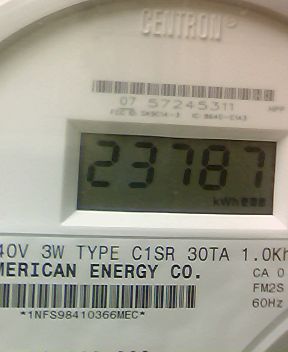 CENTRON
07 57245311
23787
kWh
40V 3W TYPE C1SR 30TA 1.0Kh
MERICAN ENERGY CO.
CA 0
FM2S
60Hz
*1NFS98410366MEC*